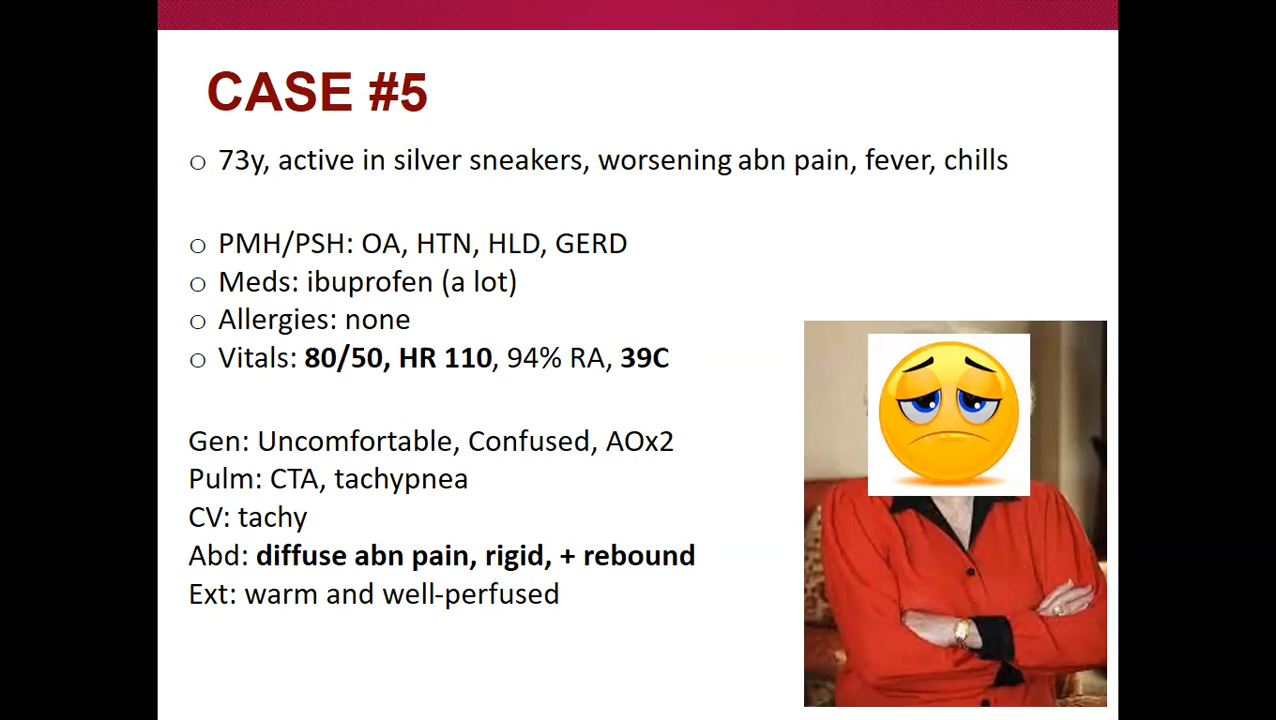 CASE #5
○ 73y, active in silver sneakers, worsening abn pain, fever, chills
○ PMH/PSH: OA, HTN, HLD, GERD
○ Meds: ibuprofen (a lot)
○ Allergies: none
○ Vitals: 80/50, HR 110, 94% RA, 39C
Gen: Uncomfortable, Confused, AOx2
Pulm: CTA, tachypnea
CV: tachy
Abd: diffuse abn pain, rigid, + rebound
Ext: warm and well-perfused